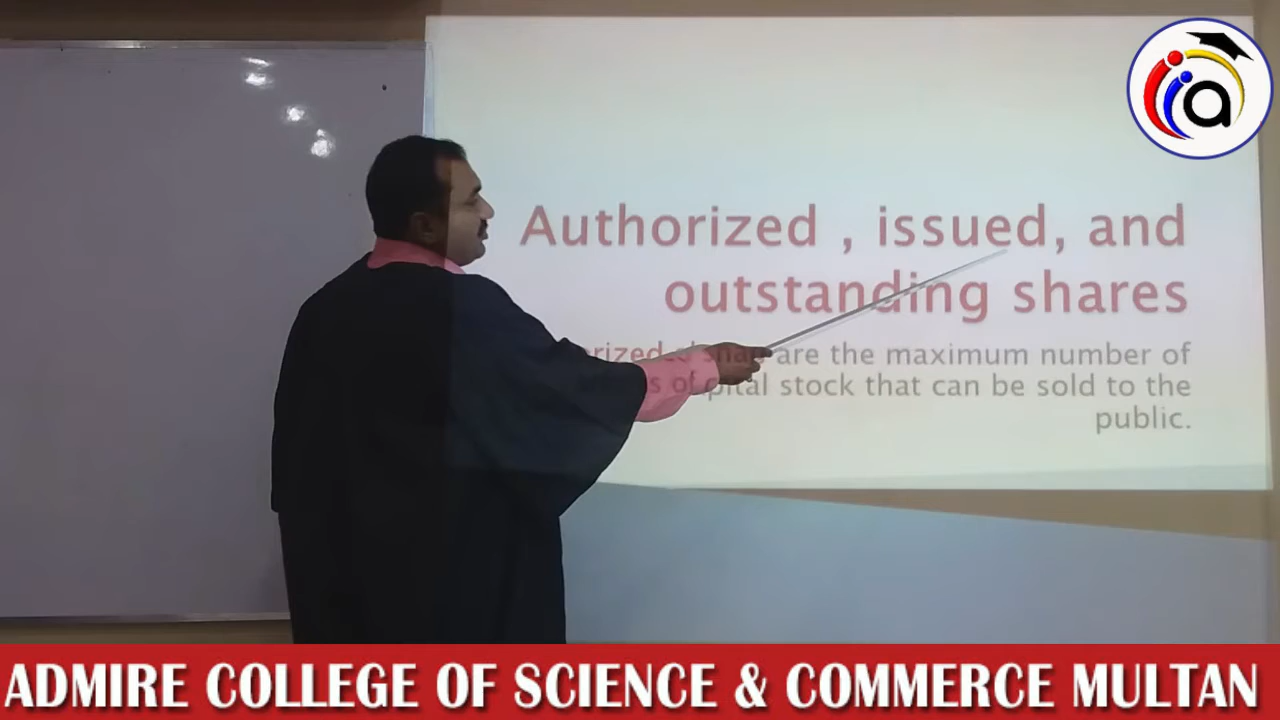 a
Authorized , issued, and
outstanding shares
are the maximum number of
of stock that can be sold to the
public.
ADMIRE COLLEGE OF SCIENCE & COMMERCE MULTAN